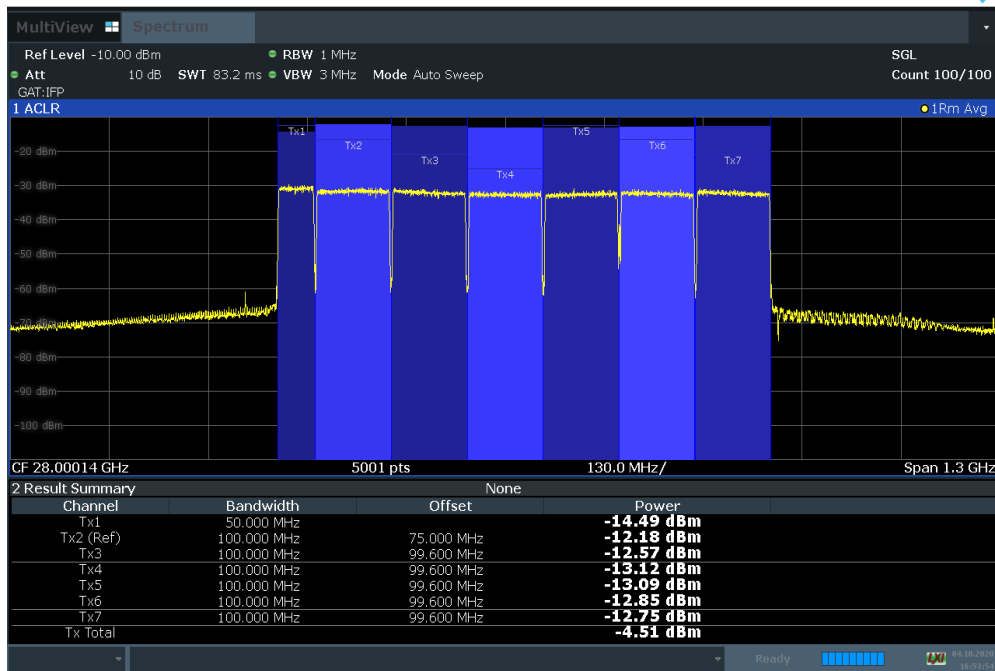 MultiView Spectrum
Ref Level -10.00 dBm RBW 1 MHz SGL
Att 10 dB SWT 83.2 ms VBW 3 MHz Mode Auto Sweep Count 100/100
GAT:IFP
1 ACLR 1Rm Avg
Tx1 Tx2 Tx3 Tx4 Tx5 Tx6 Tx7
-20 dBm
-30 dBm
-40 dBm
-50 dBm
-60 dBm
-70 dBm
-80 dBm
-90 dBm
-100 dBm
CF 28.00014 GHz 5001 pts 130.0 MHz/ Span 1.3 GHz
2 Result Summary None
Channel Bandwidth Offset Power
Tx1 50.000 MHz -14.49 dBm
Tx2 (Ref) 100.000 MHz 75.000 MHz -12.18 dBm
Tx3 100.000 MHz 99.600 MHz -12.57 dBm
Tx4 100.000 MHz 99.600 MHz -13.12 dBm
Tx5 100.000 MHz 99.600 MHz -13.09 dBm
Tx6 100.000 MHz 99.600 MHz -12.85 dBm
Tx7 100.000 MHz 99.600 MHz -12.75 dBm
Tx Total -4.51 dBm
Ready 04.10.2020
16:53:54